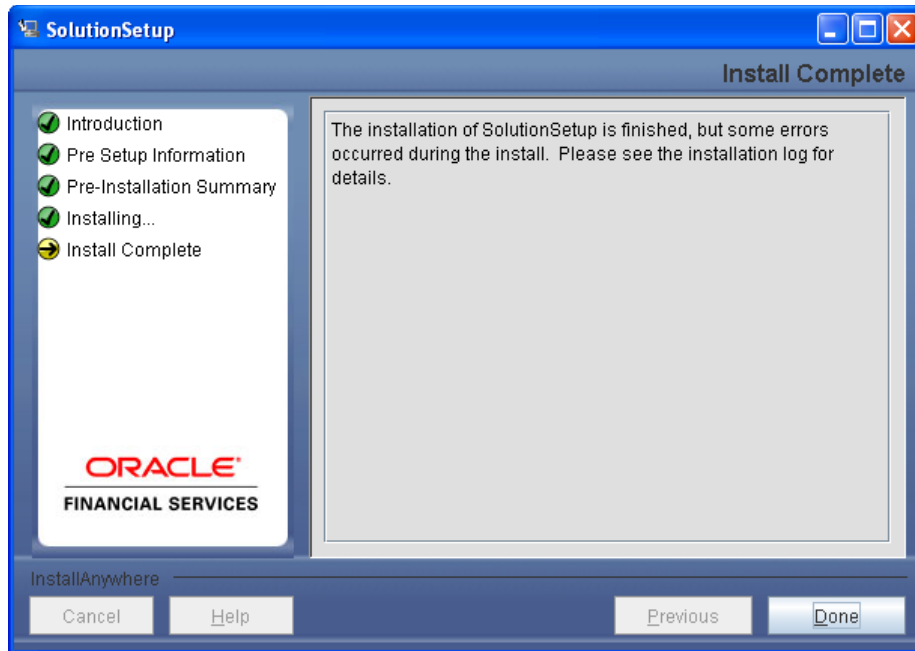 SolutionSetup
Install Complete
Introduction
Pre Setup Information
Pre-Installation Summary
Installing...
Install Complete
The installation of SolutionSetup is finished, but some errors
occurred during the install.  Please see the installation log for
details.
ORACLE
FINANCIAL SERVICES
InstallAnywhere
Cancel
Help
Previous
Done